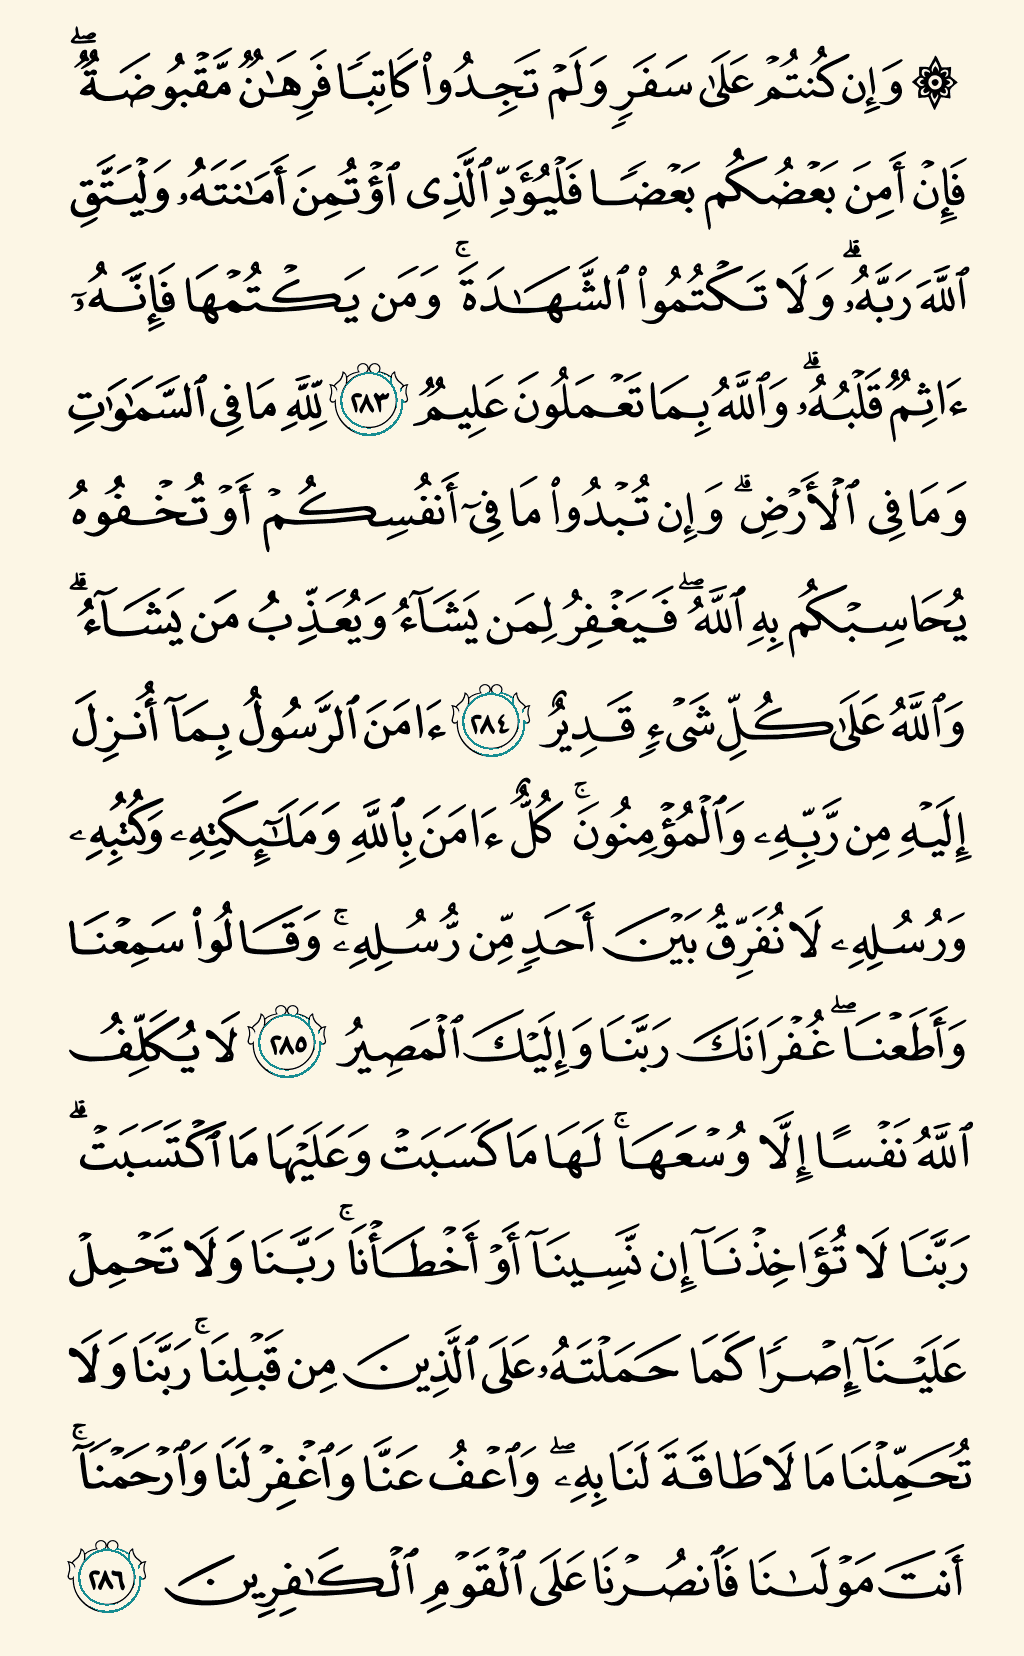 ۞ وَإِن كُنتُمۡ عَلَىٰ سَفَرٖ وَلَمۡ تَجِدُواْ كَاتِبٗا فَرِهَٰنٞ مَّقۡبُوضَةٞۖ
فَإِنۡ أَمِنَ بَعۡضُكُم بَعۡضٗا فَلۡيُؤَدِّ ٱلَّذِى ٱؤۡتُمِنَ أَمَٰنَتَهُۥ وَلۡيَتَّقِ
ٱللَّهَ رَبَّهُۥۗ وَلَا تَكۡتُمُواْ ٱلشَّهَٰدَةَۚ وَمَن يَكۡتُمۡهَا فَإِنَّهُۥٓ
ءَاثِمٞ قَلۡبُهُۥۗ وَٱللَّهُ بِمَا تَعۡمَلُونَ عَلِيمٞ ٢٨٣ لِّلَّهِ مَا فِى ٱلسَّمَٰوَٰتِ
وَمَا فِى ٱلۡأَرۡضِۗ وَإِن تُبۡدُواْ مَا فِىٓ أَنفُسِكُمۡ أَوۡ تُخۡفُوهُ
يُحَاسِبۡكُم بِهِ ٱللَّهُۖ فَيَغۡفِرُ لِمَن يَشَآءُ وَيُعَذِّبُ مَن يَشَآءُۗ
وَٱللَّهُ عَلَىٰ كُلِّ شَىۡءٖ قَدِيرٌ ٢٨٤ ءَامَنَ ٱلرَّسُولُ بِمَآ أُنزِلَ
إِلَيۡهِ مِن رَّبِّهِۦ وَٱلۡمُؤۡمِنُونَۚ كُلٌّ ءَامَنَ بِٱللَّهِ وَمَلَٰٓئِكَتِهِۦ وَكُتُبِهِۦ
وَرُسُلِهِۦ لَا نُفَرِّقُ بَيۡنَ أَحَدٖ مِّن رُّسُلِهِۦۚ وَقَالُواْ سَمِعۡنَا
وَأَطَعۡنَاۖ غُفۡرَانَكَ رَبَّنَا وَإِلَيۡكَ ٱلۡمَصِيرُ ٢٨٥ لَا يُكَلِّفُ
ٱللَّهُ نَفۡسًا إِلَّا وُسۡعَهَاۚ لَهَا مَا كَسَبَتۡ وَعَلَيۡهَا مَا ٱكۡتَسَبَتۡۗ
رَبَّنَا لَا تُؤَاخِذۡنَآ إِن نَّسِينَآ أَوۡ أَخۡطَأۡنَاۚ رَبَّنَا وَلَا تَحۡمِلۡ
عَلَيۡنَآ إِصۡرٗا كَمَا حَمَلۡتَهُۥ عَلَى ٱلَّذِينَ مِن قَبۡلِنَاۚ رَبَّنَا وَلَا
تُحَمِّلۡنَا مَا لَا طَاقَةَ لَنَا بِهِۦۖ وَٱعۡفُ عَنَّا وَٱغۡفِرۡ لَنَا وَٱرۡحَمۡنَآۚ
أَنتَ مَوۡلَىٰنَا فَٱنصُرۡنَا عَلَى ٱلۡقَوۡمِ ٱلۡكَٰفِرِينَ ٢٨٦